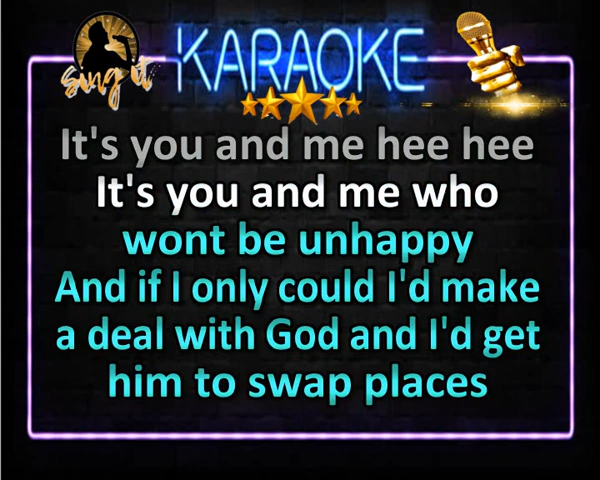 Sing it
KARAOKE
It's you and me hee hee
It's you and me who
wont be unhappy
And if I only could I'd make
a deal with God and I'd get
him to swap places